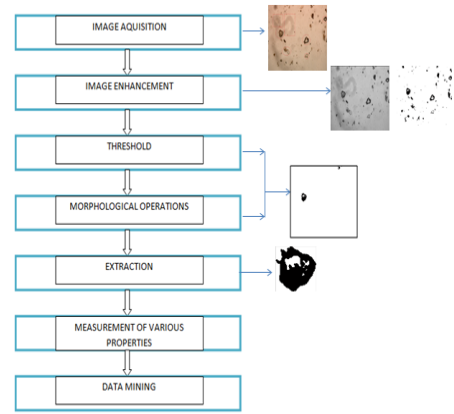 IMAGE AQUISITION
IMAGE ENHANCEMENT
THRESHOLD
MORPHOLOGICAL OPERATIONS
EXTRACTION
MEASUREMENT OF VARIOUS
PROPERTIES
DATA MINING